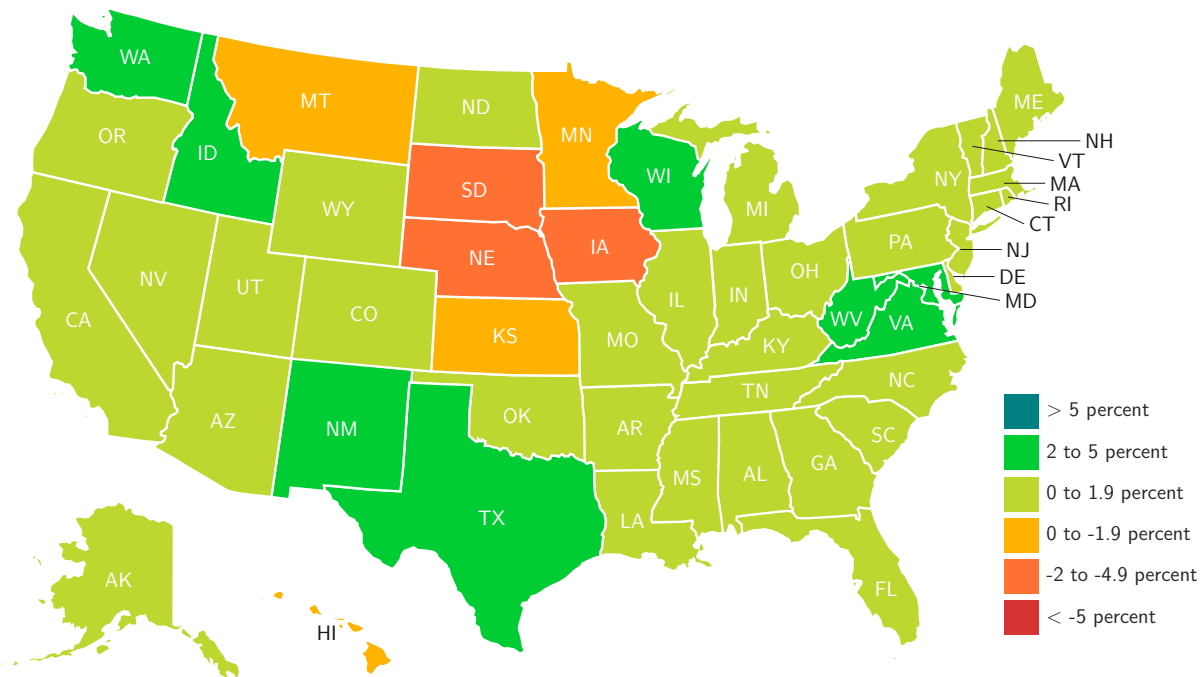 WA
MT
ND
MN
OR
ID
SD
WI
WY
MI
NE
IA
NV
UT
CO
CA
KS
MO
IL
IN
OH
PA
NY
ME
NH
VT
MA
RI
CT
NJ
DE
MD
WV
VA
KY
NC
TN
AZ
NM
OK
AR
SC
MS
AL
GA
TX
LA
FL
AK
HI
> 5 percent
2 to 5 percent
0 to 1.9 percent
0 to -1.9 percent
-2 to -4.9 percent
< -5 percent